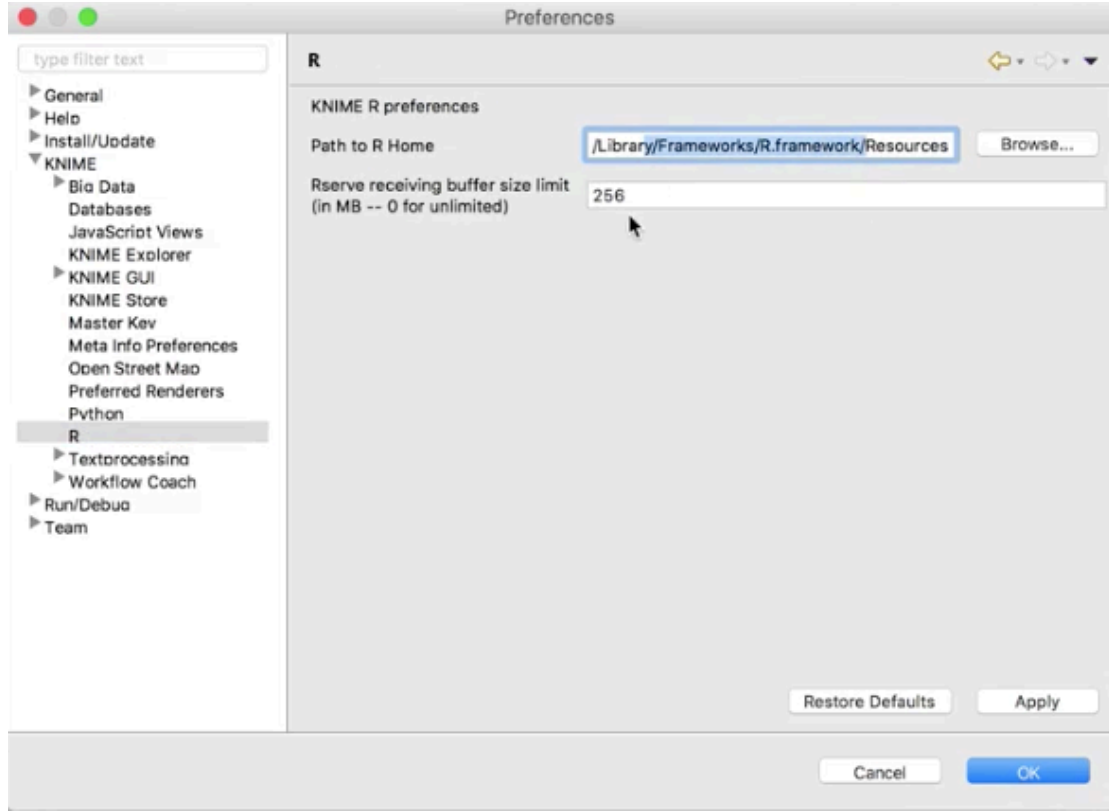 Preferences
type filter text
General
Help
Install/Update
KNIME
Big Data
Databases
JavaScript Views
KNIME Explorer
KNIME GUI
KNIME Store
Master Key
Meta Info Preferences
Open Street Map
Preferred Renderers
Python
R
Textprocessing
Workflow Coach
Run/Debug
Team
R
KNIME R preferences
Path to R Home /Library/Frameworks/R.framework/Resources Browse...
Rserve receiving buffer size limit
(in MB -- 0 for unlimited) 256
Restore Defaults Apply
Cancel OK